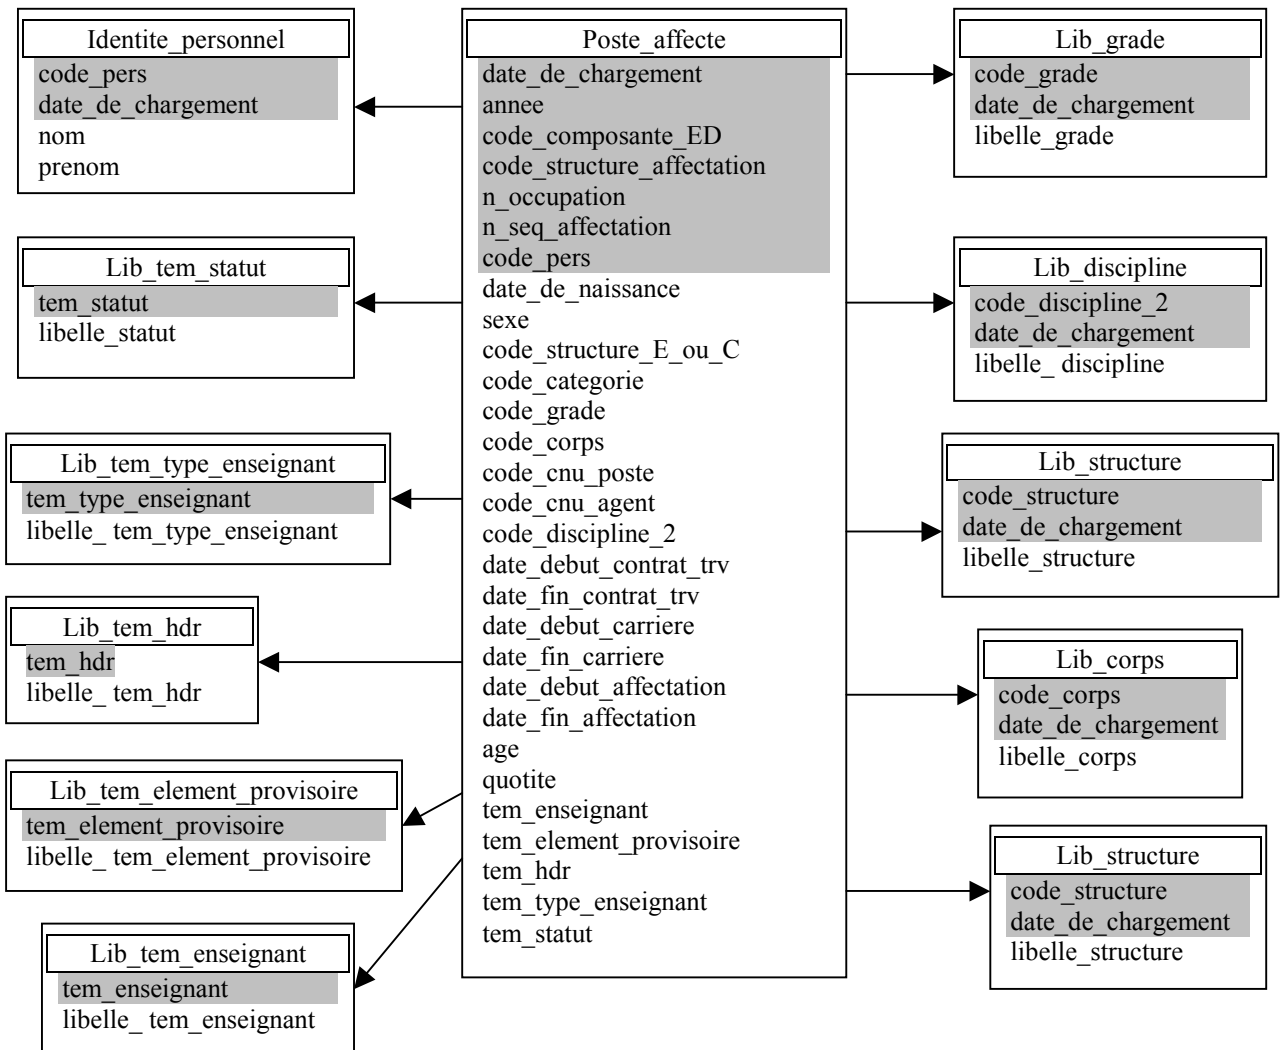 Identite_personnel
code_pers
date_de_chargement
nom
prenom
Lib_tem_statut
tem_statut
libelle_statut
Lib_tem_type_enseignant
tem_type_enseignant
libelle_ tem_type_enseignant
Lib_tem_hdr
tem_hdr
libelle_ tem_hdr
Lib_tem_element_provisoire
tem_element_provisoire
libelle_ tem_element_provisoire
Lib_tem_enseignant
tem_enseignant
libelle_ tem_enseignant
Poste_affecte
date_de_chargement
annee
code_composante_ED
code_structure_affectation
n_occupation
n_seq_affectation
code_pers
date_de_naissance
sexe
code_structure_E_ou_C
code_categorie
code_grade
code_corps
code_cnu_poste
code_cnu_agent
code_discipline_2
date_debut_contrat_trv
date_fin_contrat_trv
date_debut_carriere
date_fin_carriere
date_debut_affectation
date_fin_affectation
age
quotite
tem_enseignant
tem_element_provisoire
tem_hdr
tem_type_enseignant
tem_statut
Lib_grade
code_grade
date_de_chargement
libelle_grade
Lib_discipline
code_discipline_2
date_de_chargement
libelle_ discipline
Lib_structure
code_structure
date_de_chargement
libelle_structure
Lib_corps
code_corps
date_de_chargement
libelle_corps
Lib_structure
code_structure
date_de_chargement
libelle_structure